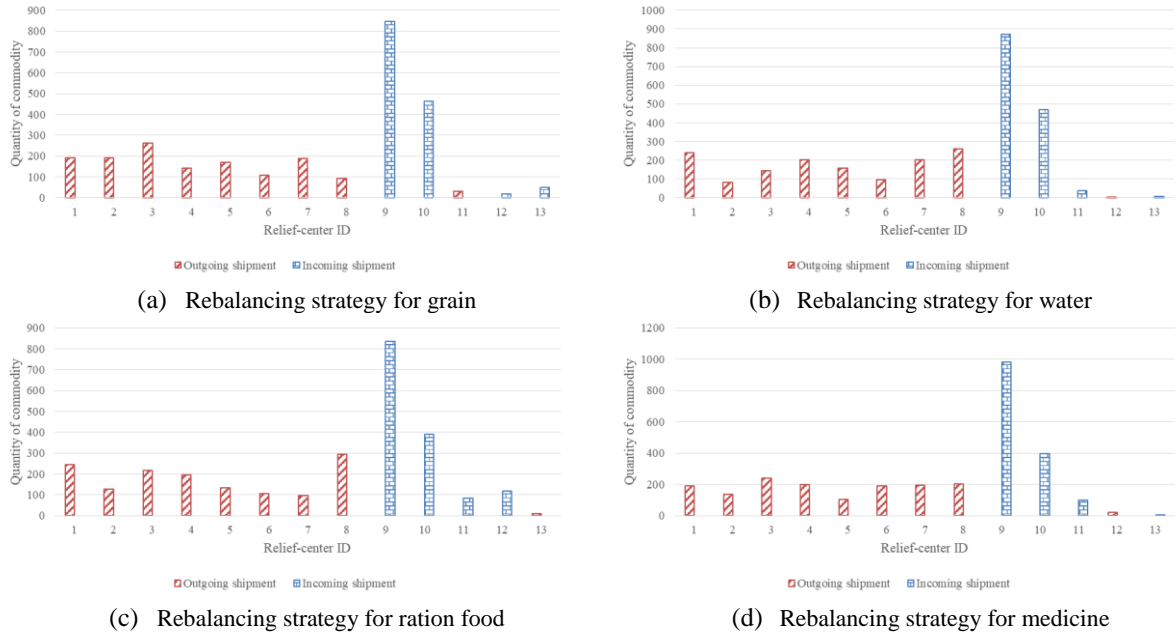 900
800
700
600
500
400
300
200
100
0
Quantity of commodity
1 2 3 4 5 6 7 8 9 10 11 12 13
Relief-center ID
Outgoing shipment Incoming shipment
(a) Rebalancing strategy for grain
1000
900
800
700
600
500
400
300
200
100
0
Quantity of commodity
1 2 3 4 5 6 7 8 9 10 11 12 13
Relief-center ID
Outgoing shipment Incoming shipment
(b) Rebalancing strategy for water
900
800
700
600
500
400
300
200
100
0
Quantity of commodity
1 2 3 4 5 6 7 8 9 10 11 12 13
Relief-center ID
Outgoing shipment Incoming shipment
(c) Rebalancing strategy for ration food
1200
1000
800
600
400
200
0
Quantity of commodity
1 2 3 4 5 6 7 8 9 10 11 12 13
Relief-center ID
Outgoing shipment Incoming shipment
(d) Rebalancing strategy for medicine